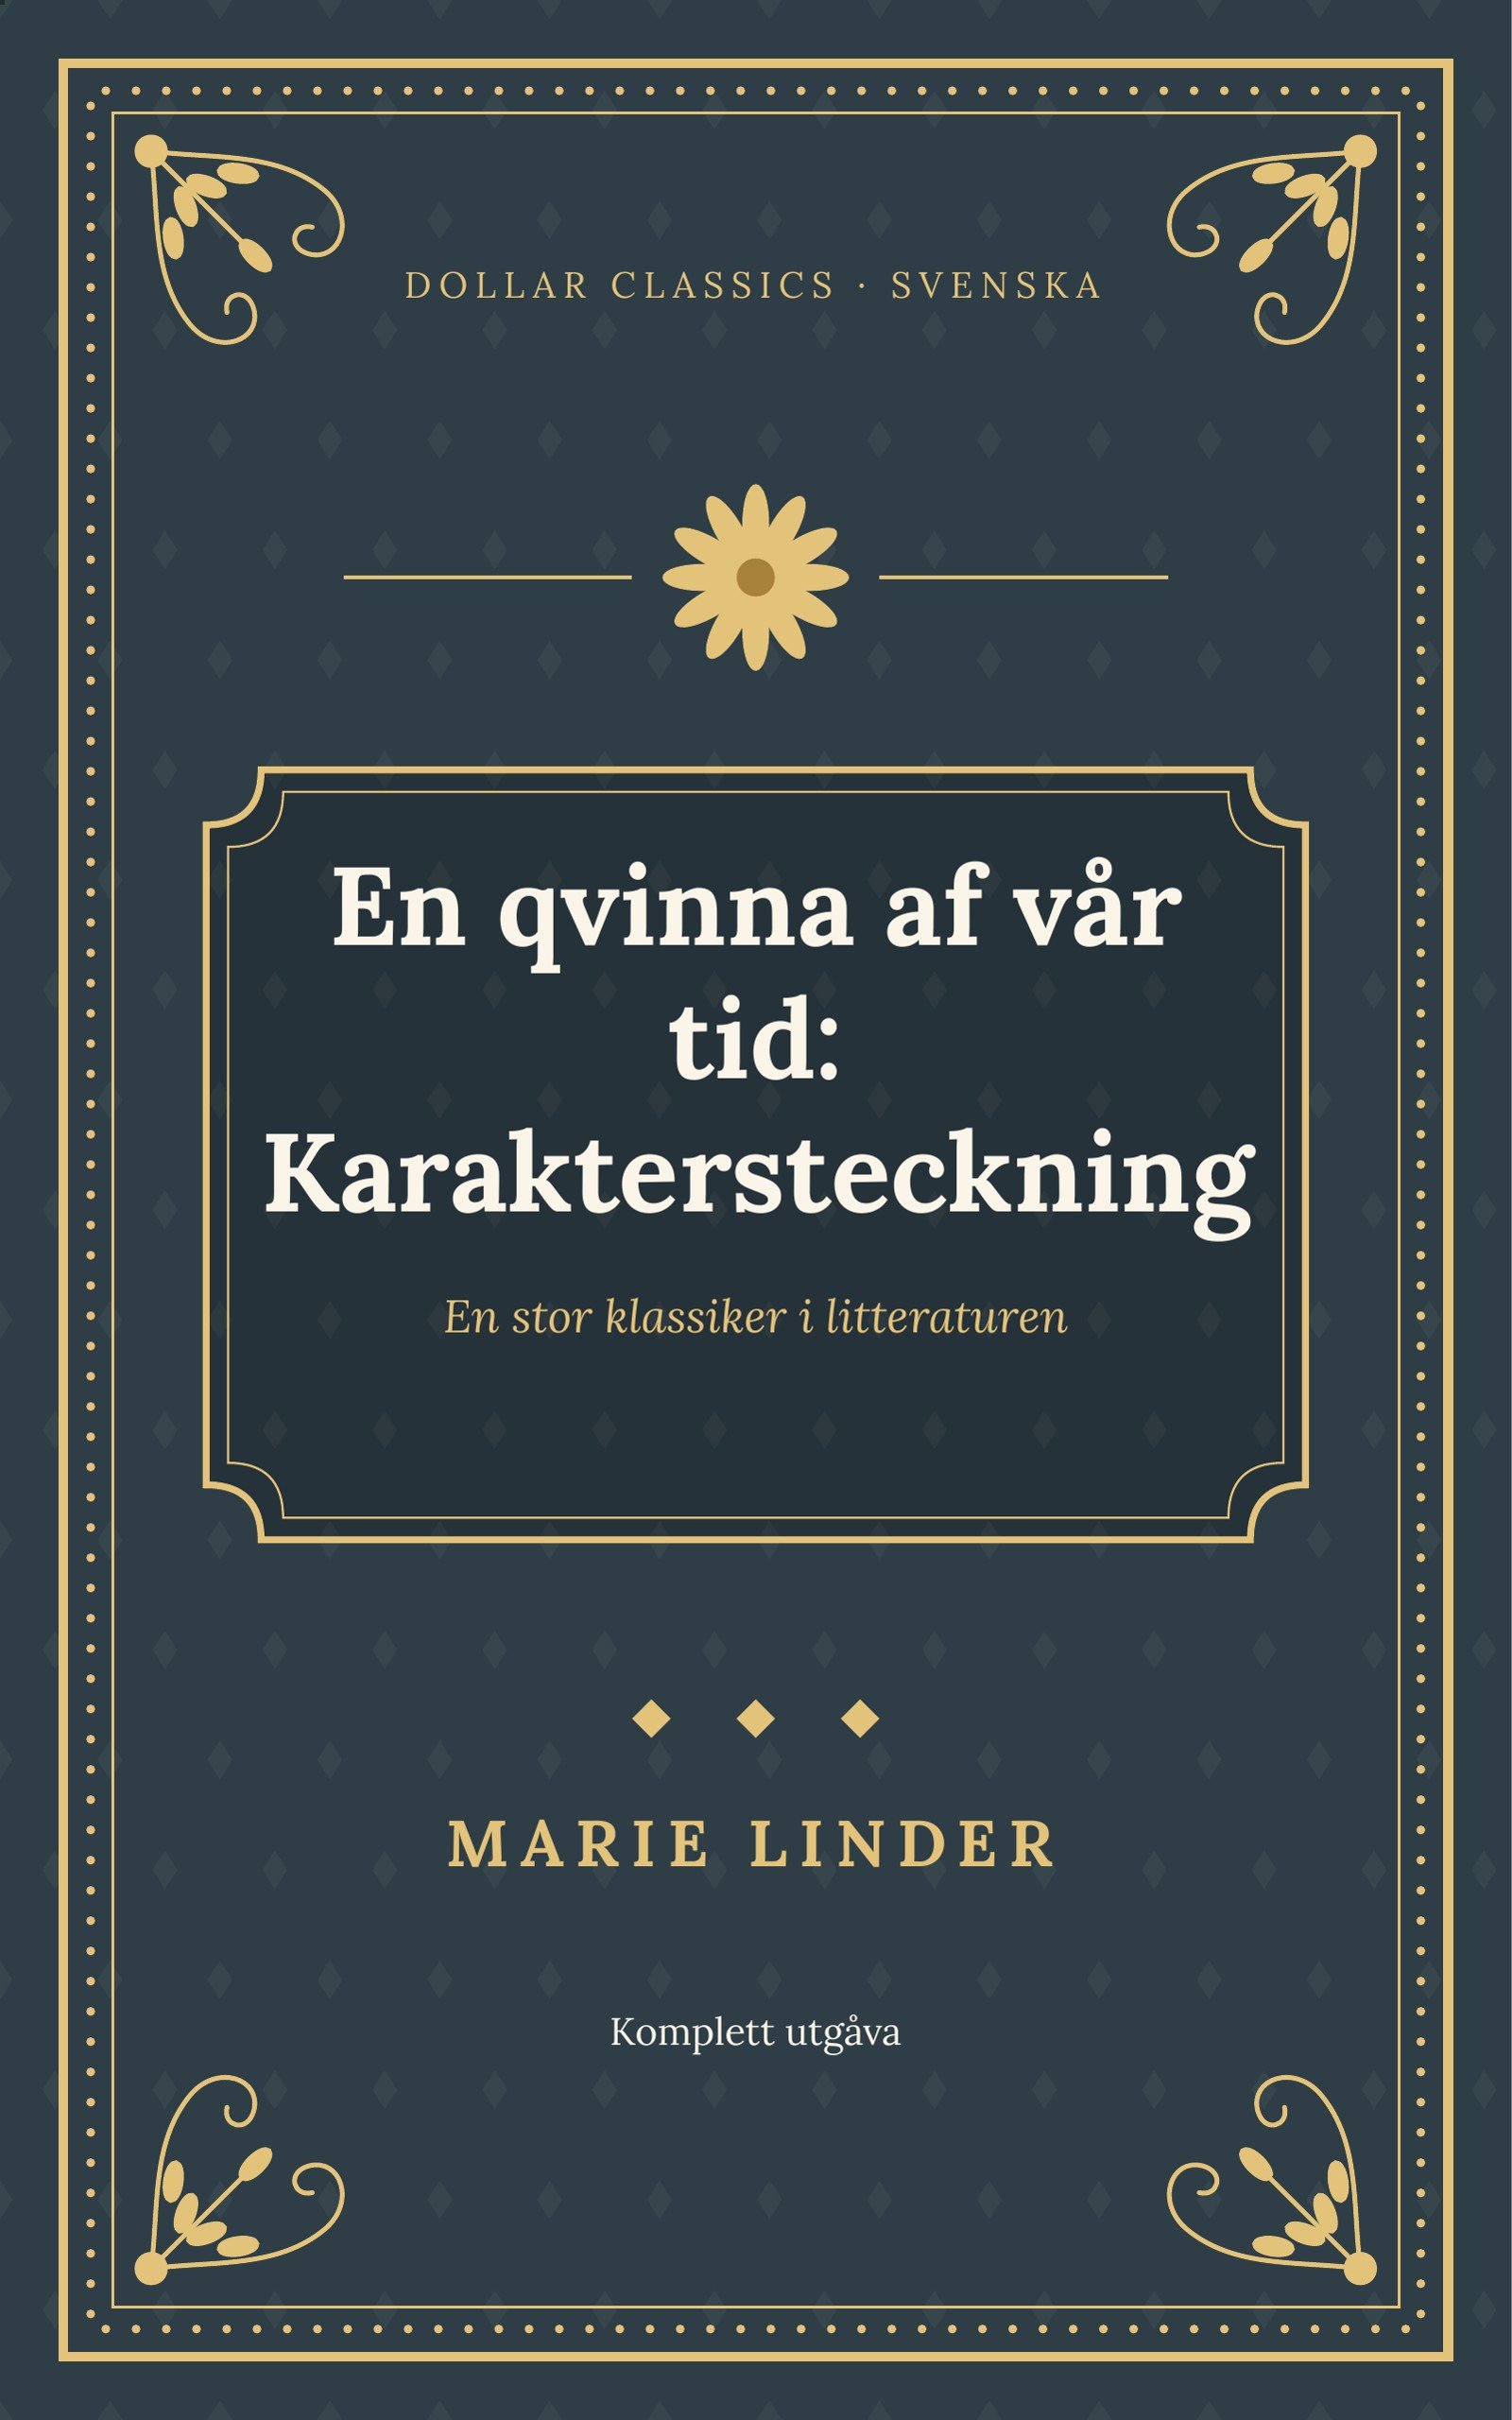 DOLLAR CLASSICS · SVENSKA
En qvinna af vår
tid:
Karaktersteckning
En stor klassiker i litteraturen
MARIE LINDER
Komplett utgåva